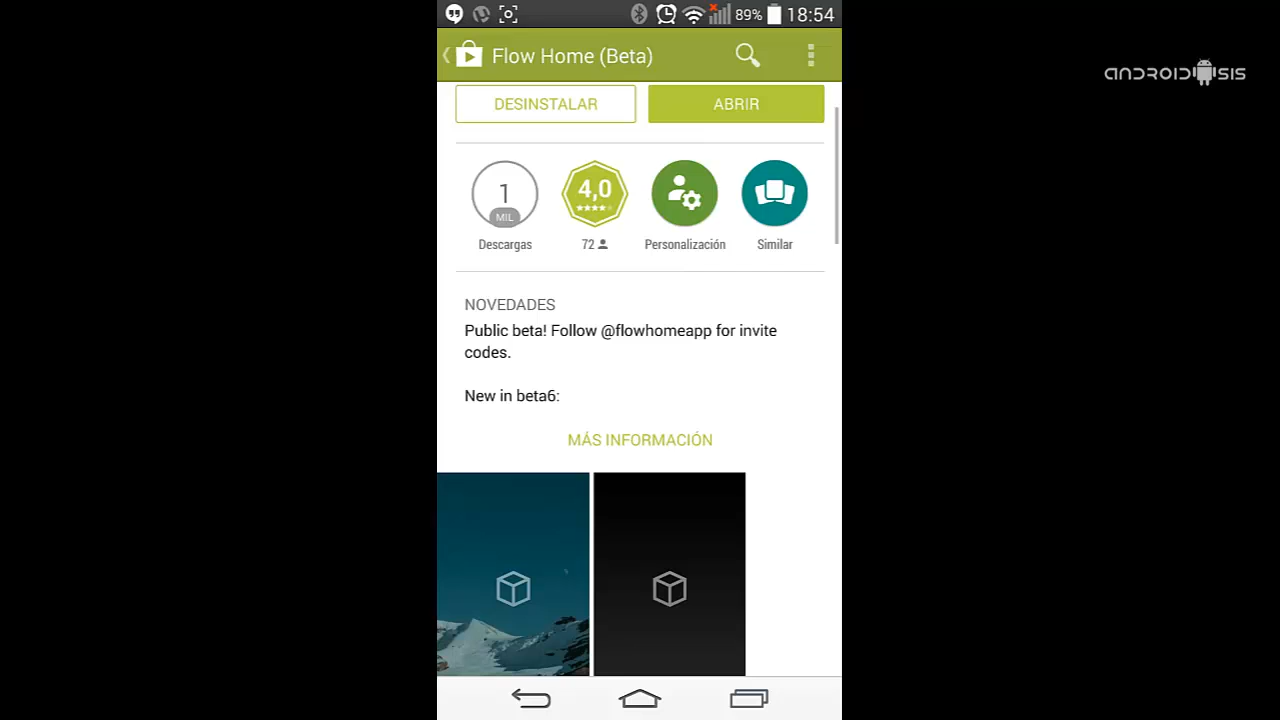 89% 18:54
Flow Home (Beta)
ANDROIDSIS
DESINSTALAR ABRIR
1
MIL
4,0
Descargas 72 Personalización Similar
NOVEDADES
Public beta! Follow @flowhomeapp for invite
codes.
New in beta6:
MÁS INFORMACIÓN